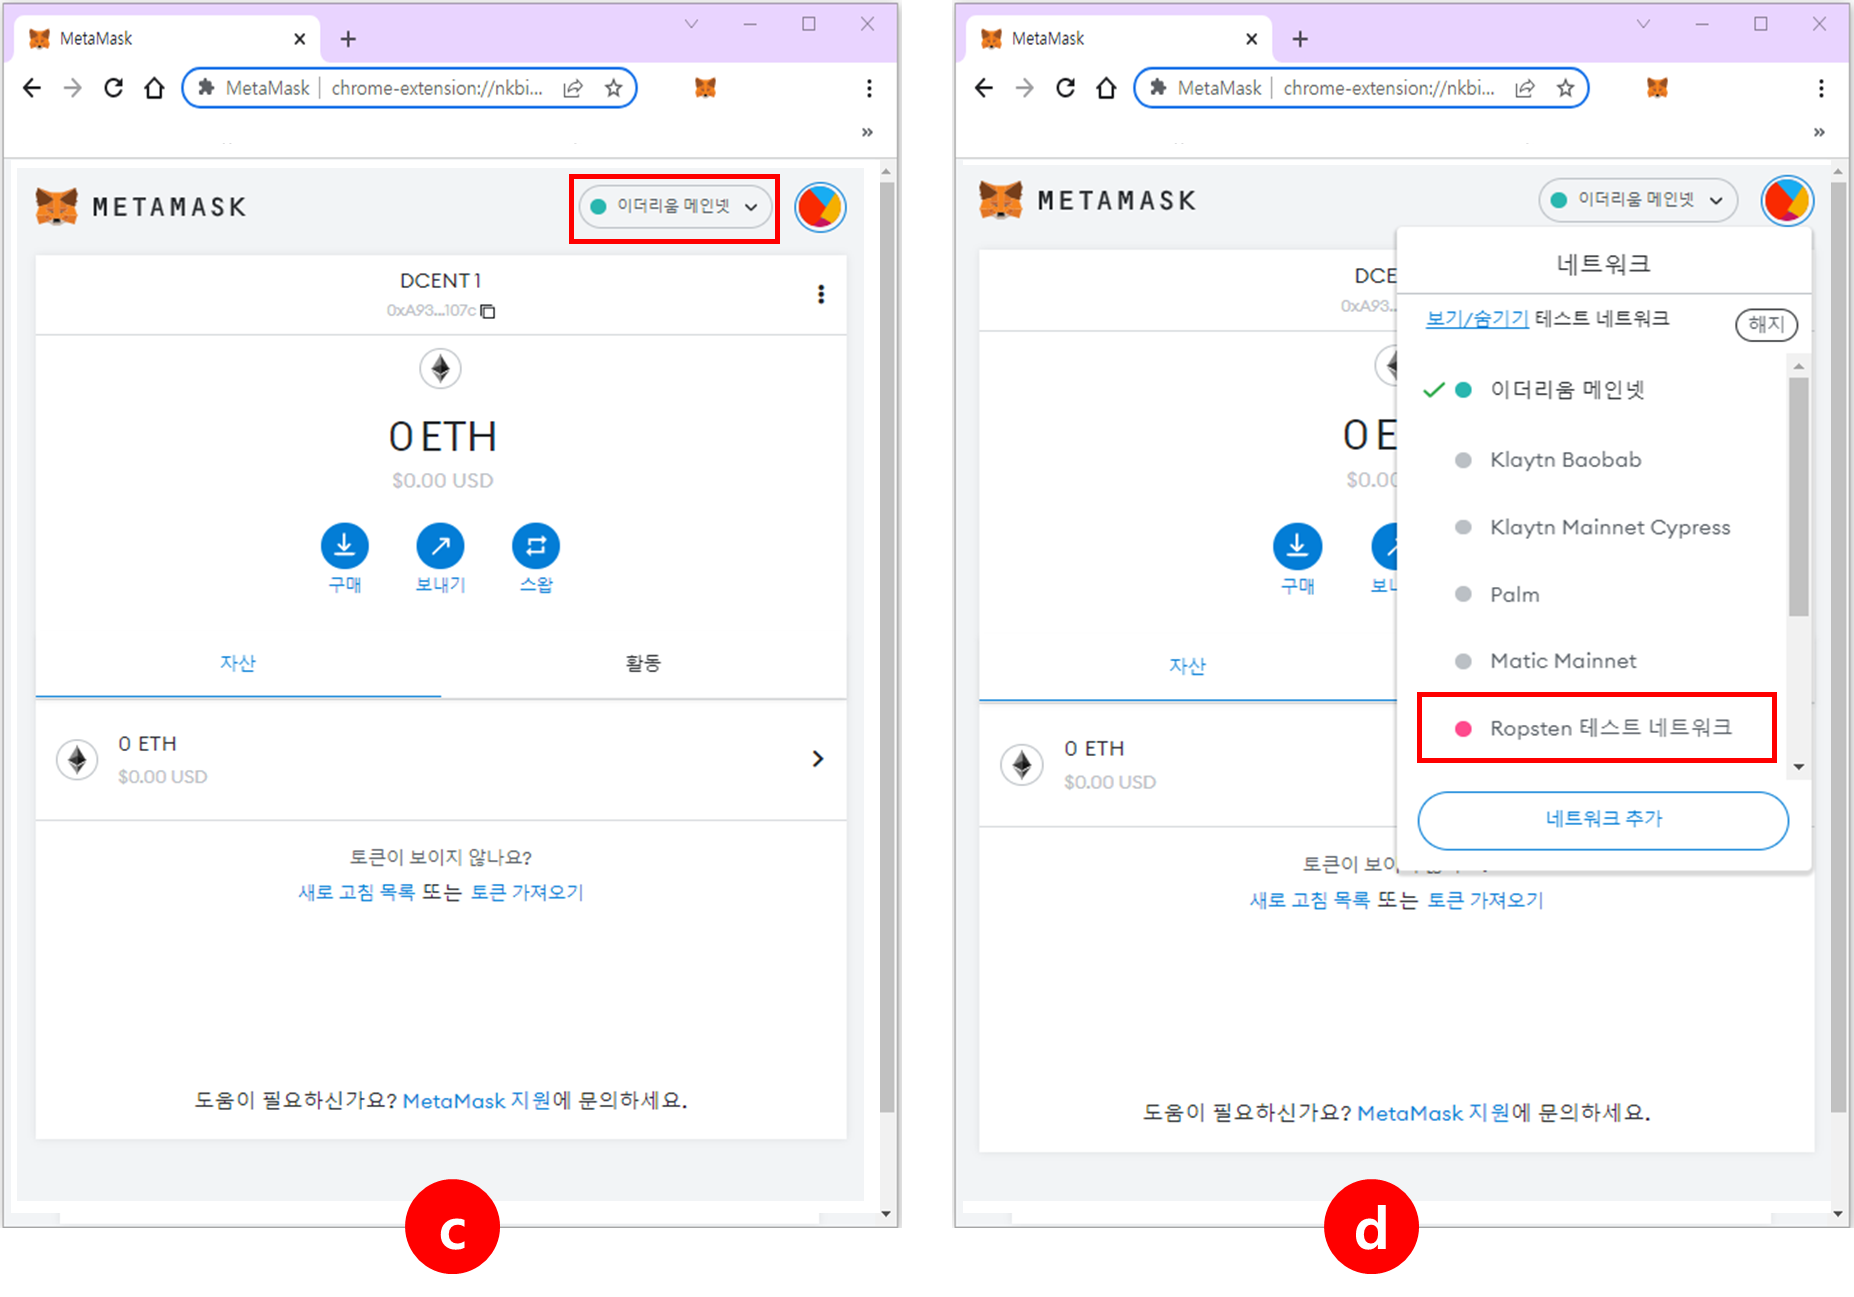 MetaMask
MetaMask | chrome-extension://nkbi...
»
METAMASK
이더리움 메인넷
DCENT 1
0xA93...107c
0 ETH
$0.00 USD
구매
보내기
스왑
자산
활동
0 ETH
$0.00 USD
토큰이 보이지 않나요?
새로 고침 목록 또는 토큰 가져오기
도움이 필요하신가요? MetaMask 지원에 문의하세요.
c
MetaMask
MetaMask | chrome-extension://nkbi...
»
METAMASK
이더리움 메인넷
네트워크
보기/숨기기 테스트 네트워크
해지
이더리움 메인넷
Klaytn Baobab
Klaytn Mainnet Cypress
Palm
Matic Mainnet
Ropsten 테스트 네트워크
네트워크 추가
DCE
0xA93...
0 E
$0.00
구매
보내
자산
0 ETH
$0.00 USD
토큰이 보이
새로 고침 목록 또는 토큰 가져오기
도움이 필요하신가요? MetaMask 지원에 문의하세요.
d